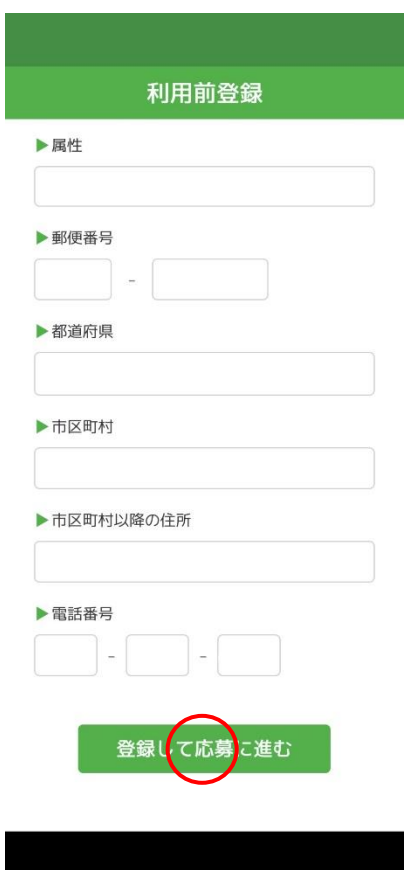 利用前登録
▶属性
▶郵便番号
-
▶都道府県
▶市区町村
▶市区町村以降の住所
▶電話番号
- -
登録して応募に進む